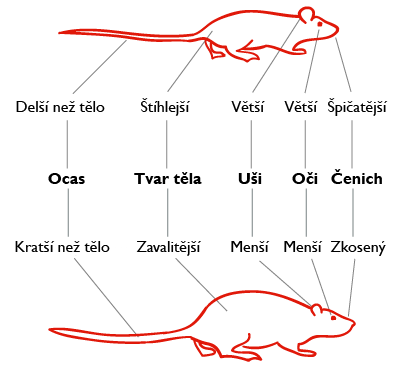 Delší než tělo Štíhlejší Větší Větší Špičatější
Ocas Tvar těla Uši Oči Čenich
Kratší než tělo Zavalitější Menší Menší Zkosený